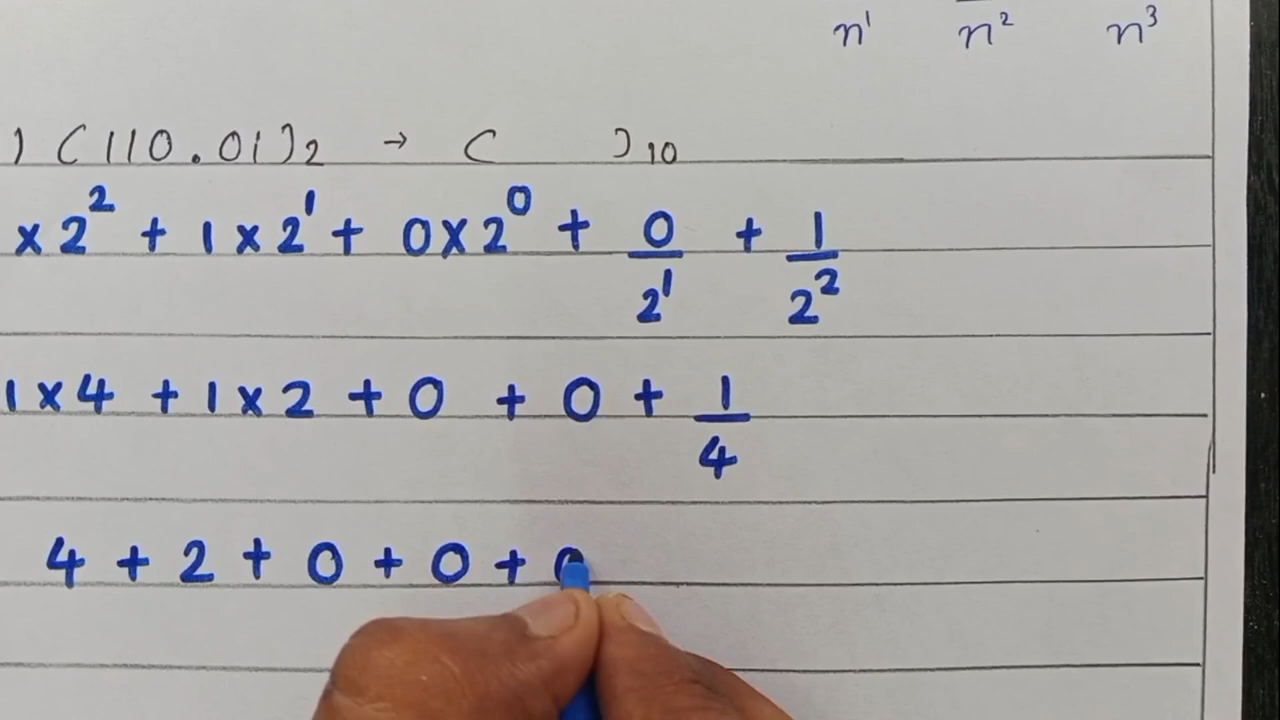 n¹ n² n³
) (110.01)₂ → ( )₁₀
× 2² + 1 × 2¹ + 0 × 2⁰ + 0/2¹ + 1/2²
1 × 4 + 1 × 2 + 0 + 0 + 1/4
4 + 2 + 0 + 0 + 0